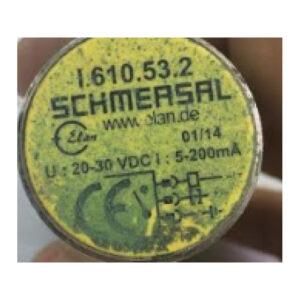 I.610.53.2
SCHMERSAL
www.elan.de
Elan 01/14
U : 20-30 VDC I : 5-200mA
CE